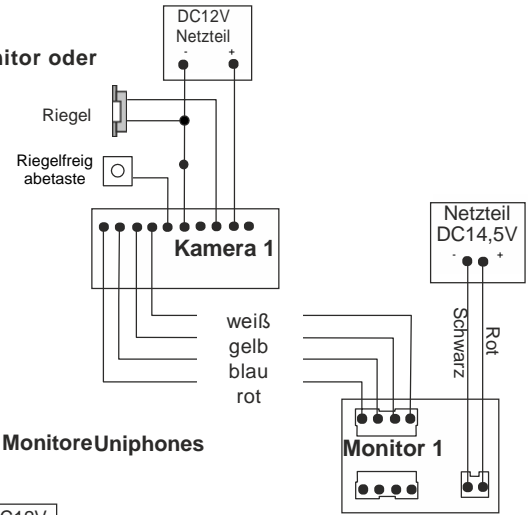 DC12V
Netzteil
- +
nitor oder
Riegel
Riegelfreig
abetaste
Kamera 1
Netzteil
DC14,5V
- +
Schwarz
Rot
weiß
gelb
blau
rot
Monitor 1
MonitoreUniphones